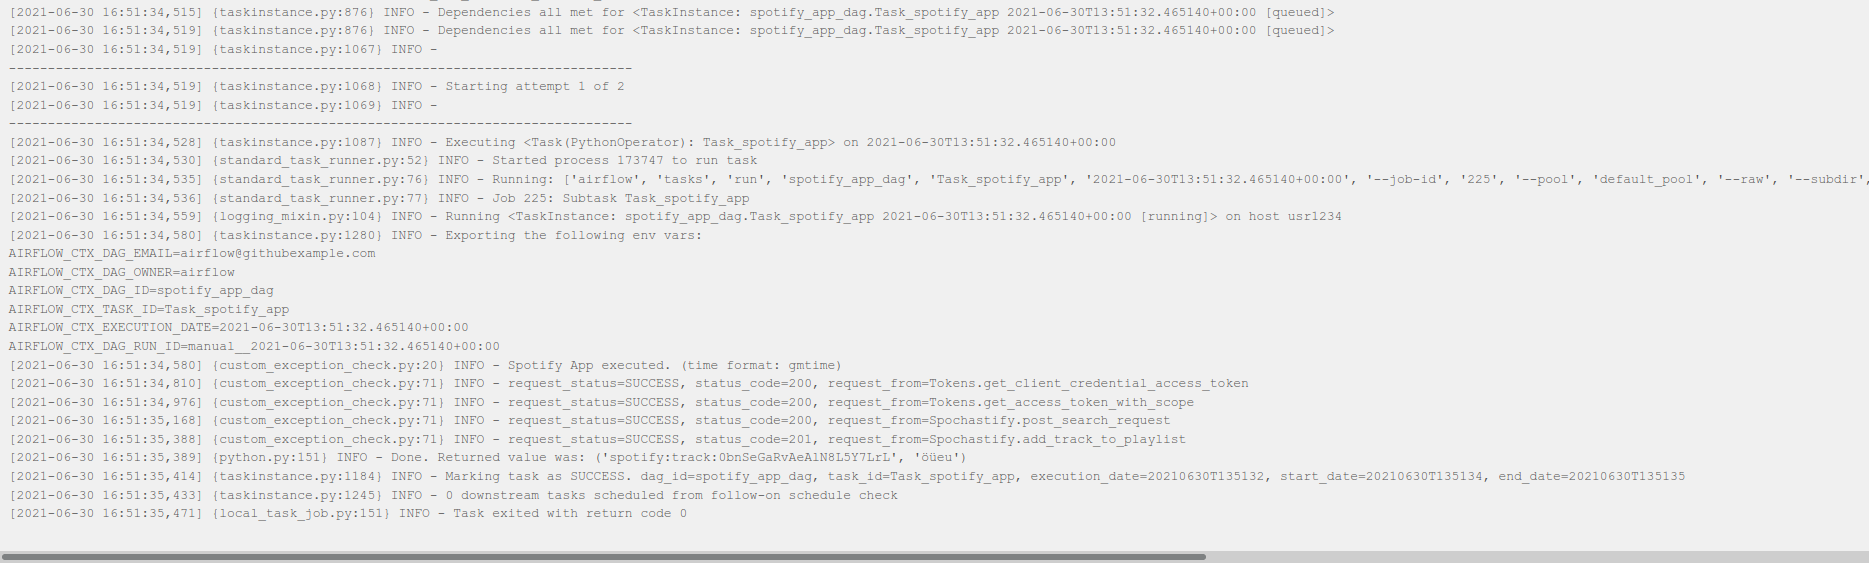 [2021-06-30 16:51:34,515] {taskinstance.py:876} INFO - Dependencies all met for <TaskInstance: spotify_app_dag.Task_spotify_app 2021-06-30T13:51:32.465140+00:00 [queued]>
[2021-06-30 16:51:34,519] {taskinstance.py:876} INFO - Dependencies all met for <TaskInstance: spotify_app_dag.Task_spotify_app 2021-06-30T13:51:32.465140+00:00 [queued]>
[2021-06-30 16:51:34,519] {taskinstance.py:1067} INFO -
--------------------------------------------------------------------------------
[2021-06-30 16:51:34,519] {taskinstance.py:1068} INFO - Starting attempt 1 of 2
[2021-06-30 16:51:34,519] {taskinstance.py:1069} INFO -
--------------------------------------------------------------------------------
[2021-06-30 16:51:34,528] {taskinstance.py:1087} INFO - Executing <Task(PythonOperator): Task_spotify_app> on 2021-06-30T13:51:32.465140+00:00
[2021-06-30 16:51:34,530] {standard_task_runner.py:52} INFO - Started process 173747 to run task
[2021-06-30 16:51:34,535] {standard_task_runner.py:76} INFO - Running: ['airflow', 'tasks', 'run', 'spotify_app_dag', 'Task_spotify_app', '2021-06-30T13:51:32.465140+00:00', '--job-id', '225', '--pool', 'default_pool', '--raw', '--subdir',
[2021-06-30 16:51:34,536] {standard_task_runner.py:77} INFO - Job 225: Subtask Task_spotify_app
[2021-06-30 16:51:34,559] {logging_mixin.py:104} INFO - Running <TaskInstance: spotify_app_dag.Task_spotify_app 2021-06-30T13:51:32.465140+00:00 [running]> on host usr1234
[2021-06-30 16:51:34,580] {taskinstance.py:1280} INFO - Exporting the following env vars:
AIRFLOW_CTX_DAG_EMAIL=airflow@githubexample.com
AIRFLOW_CTX_DAG_OWNER=airflow
AIRFLOW_CTX_DAG_ID=spotify_app_dag
AIRFLOW_CTX_TASK_ID=Task_spotify_app
AIRFLOW_CTX_EXECUTION_DATE=2021-06-30T13:51:32.465140+00:00
AIRFLOW_CTX_DAG_RUN_ID=manual__2021-06-30T13:51:32.465140+00:00
[2021-06-30 16:51:34,580] {custom_exception_check.py:20} INFO - Spotify App executed. (time format: gmtime)
[2021-06-30 16:51:34,810] {custom_exception_check.py:71} INFO - request_status=SUCCESS, status_code=200, request_from=Tokens.get_client_credential_access_token
[2021-06-30 16:51:34,976] {custom_exception_check.py:71} INFO - request_status=SUCCESS, status_code=200, request_from=Tokens.get_access_token_with_scope
[2021-06-30 16:51:35,168] {custom_exception_check.py:71} INFO - request_status=SUCCESS, status_code=200, request_from=Spochastify.post_search_request
[2021-06-30 16:51:35,388] {custom_exception_check.py:71} INFO - request_status=SUCCESS, status_code=201, request_from=Spochastify.add_track_to_playlist
[2021-06-30 16:51:35,389] {python.py:151} INFO - Done. Returned value was: ('spotify:track:0bnSeGaRvAeAlN8L5Y7LrL', 'öüeu')
[2021-06-30 16:51:35,414] {taskinstance.py:1184} INFO - Marking task as SUCCESS. dag_id=spotify_app_dag, task_id=Task_spotify_app, execution_date=20210630T135132, start_date=20210630T135134, end_date=20210630T135135
[2021-06-30 16:51:35,433] {taskinstance.py:1245} INFO - 0 downstream tasks scheduled from follow-on schedule check
[2021-06-30 16:51:35,471] {local_task_job.py:151} INFO - Task exited with return code 0